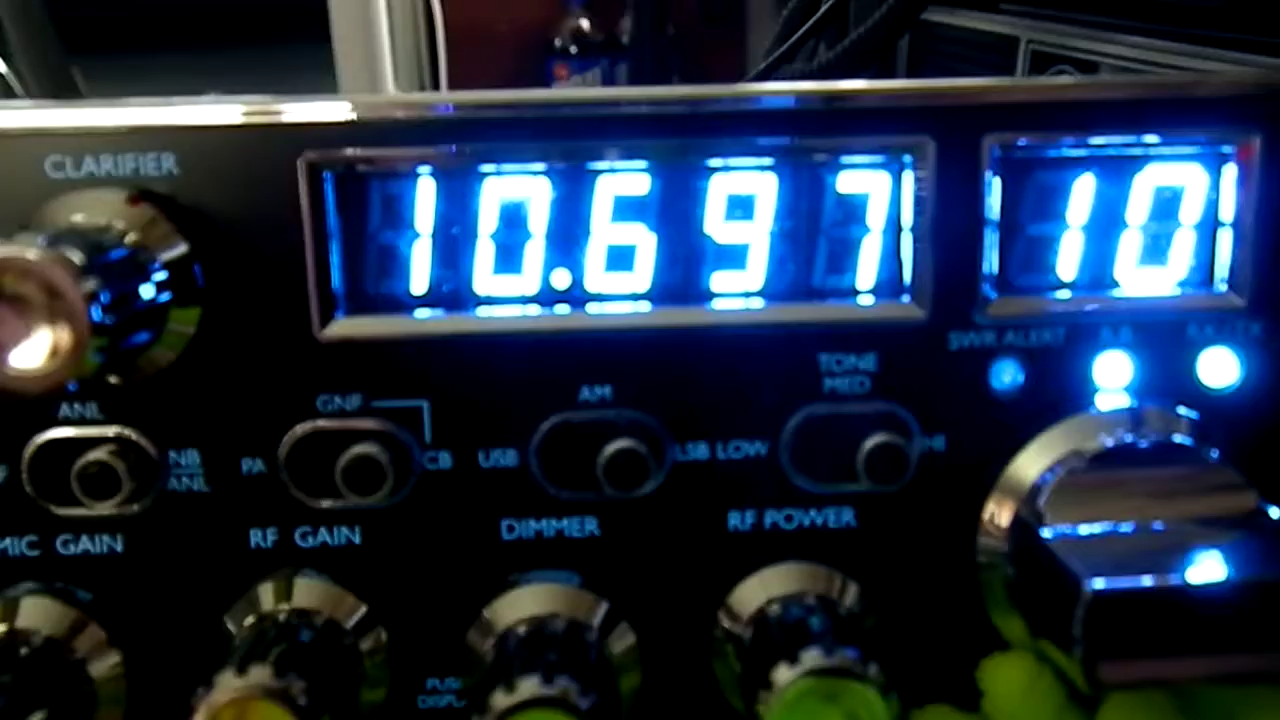 CLARIFIER
10.697
10
SWR ALERT
TONE
MED
ANL
GNF
AM
NB
ANL
PA
CB
USB
LSB
LOW
HI
MIC GAIN
RF GAIN
DIMMER
RF POWER